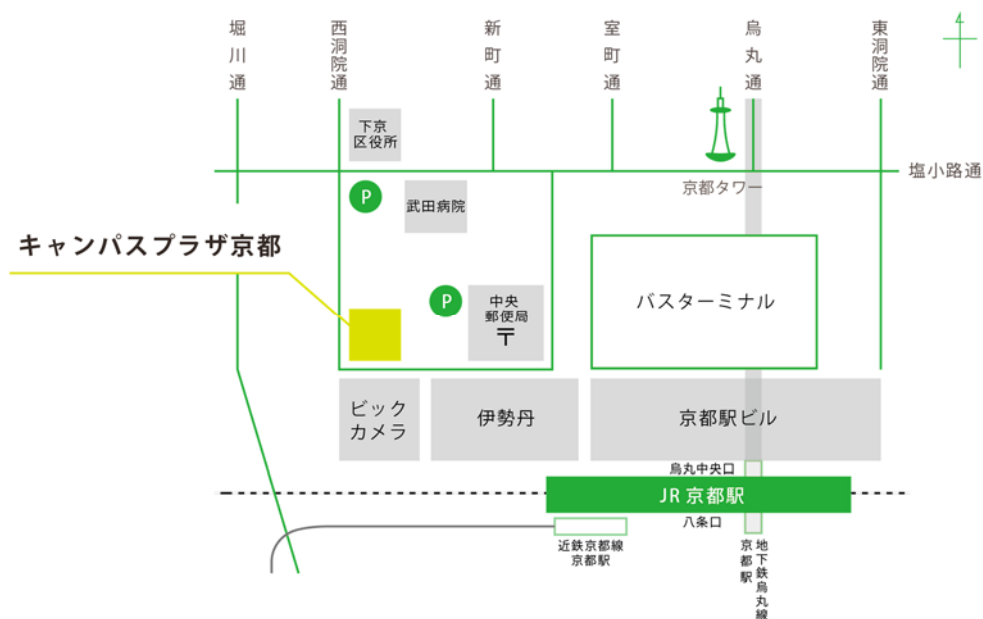 堀川通
西洞院通
新町通
室町通
烏丸通
東洞院通
4
下京
区役所
塩小路通
P
武田病院
京都タワー
キャンパスプラザ京都
P
中央
郵便局
〒
バスターミナル
ビック
カメラ
伊勢丹
京都駅ビル
烏丸中央口
JR 京都駅
八条口
近鉄京都線
京都駅
地下鉄烏丸線
京都駅